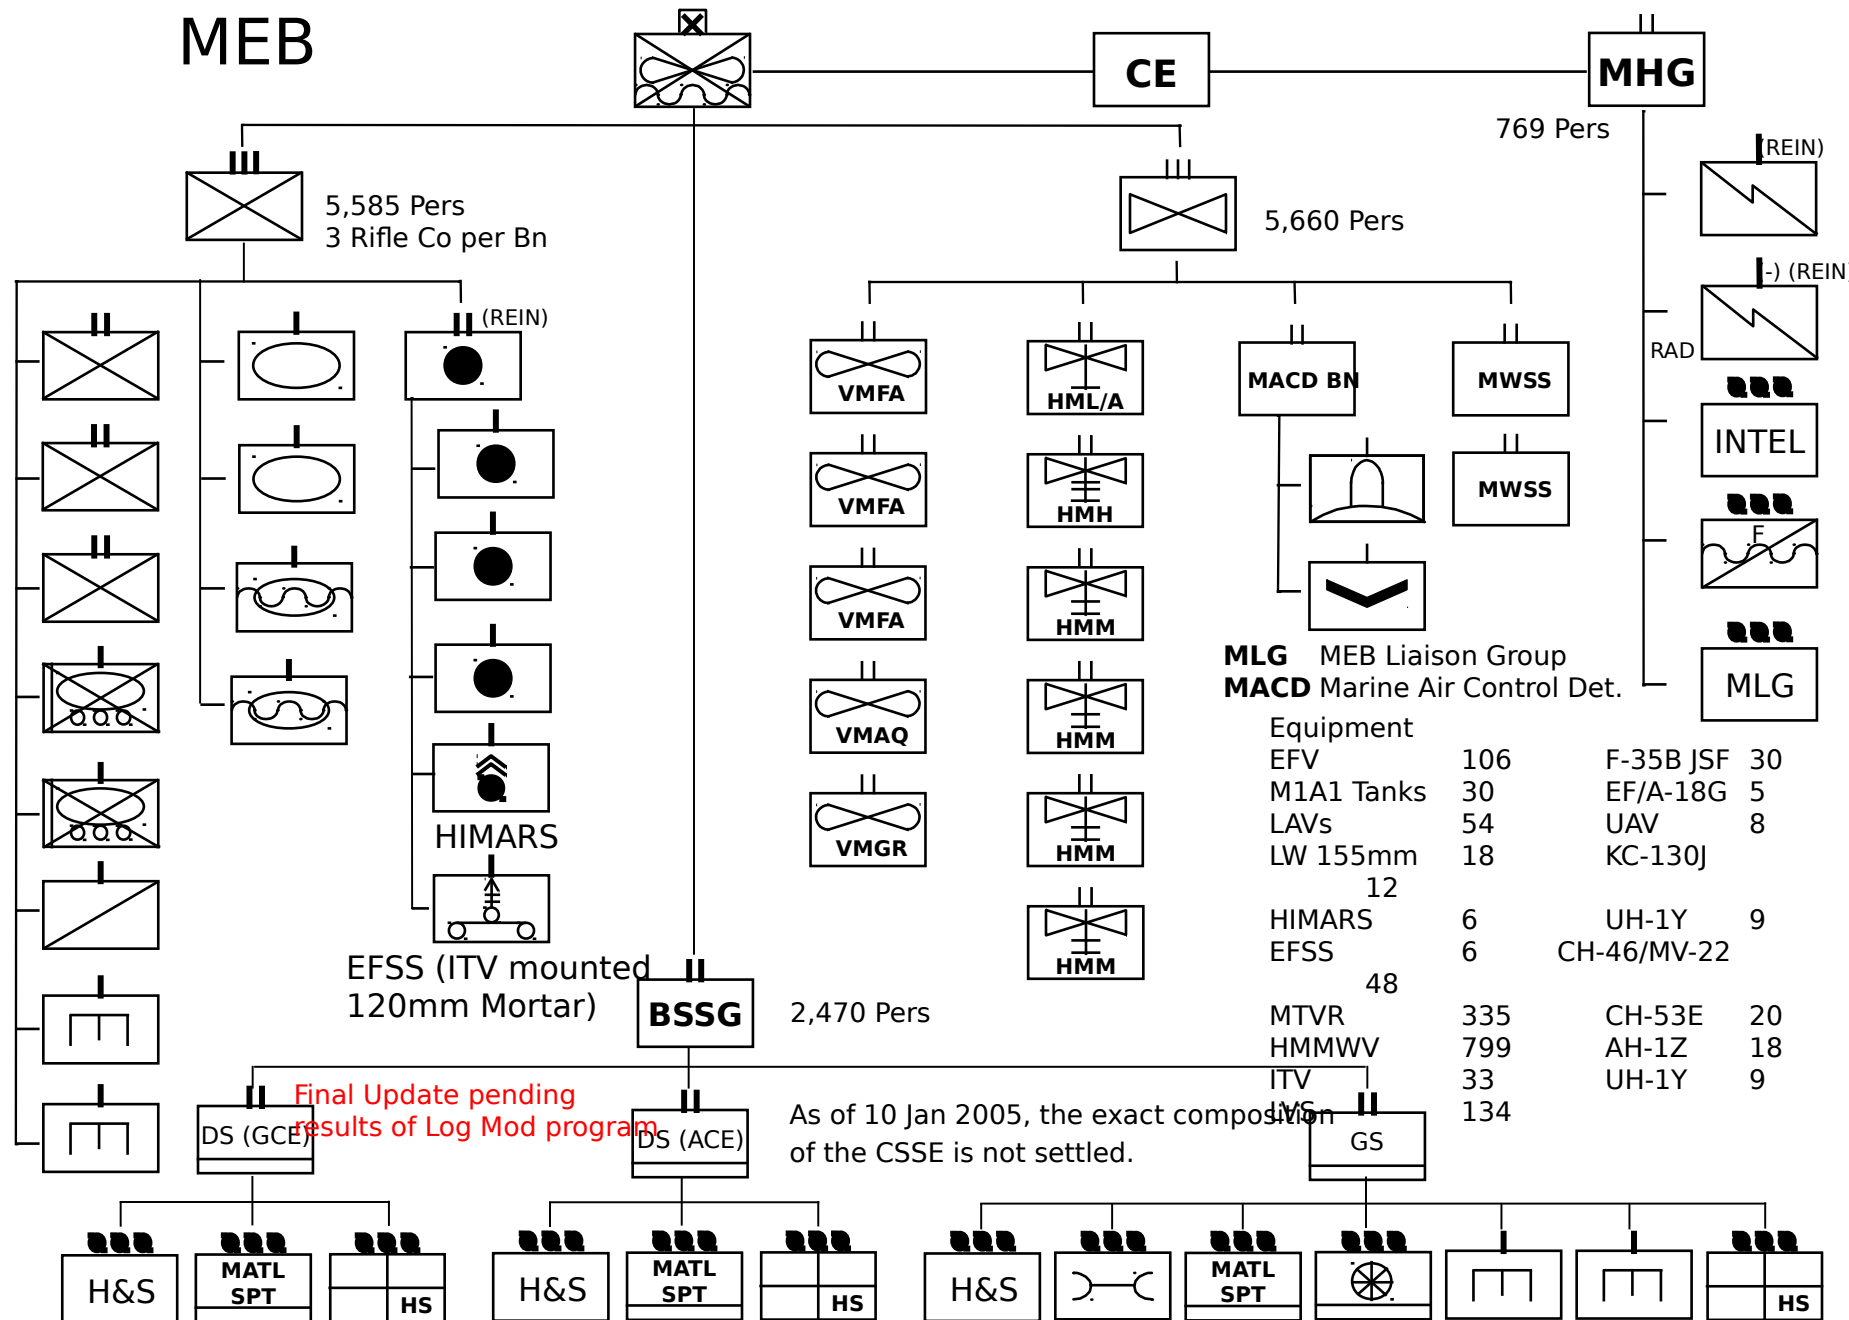 MEB
CE
MHG
769 Pers
(REIN)
5,585 Pers
3 Rifle Co per Bn
5,660 Pers
(-) (REIN)
(REIN)
RAD
VMFA
HML/A
MACD BN
MWSS
INTEL
VMFA
HMH
MWSS
F
VMFA
HMM
MLG MEB Liaison Group
MACD Marine Air Control Det.
MLG
VMAQ
HMM
Equipment
EFV 106 F-35B JSF 30
M1A1 Tanks 30 EF/A-18G 5
LAVs 54 UAV 8
LW 155mm 18 KC-130J
12
HIMARS 6 UH-1Y 9
EFSS 6 CH-46/MV-22
48
MTVR 335 CH-53E 20
HMMWV 799 AH-1Z 18
ITV 33 UH-1Y 9
LVS 134
HIMARS
VMGR
HMM
HMM
EFSS (ITV mounted
120mm Mortar)
BSSG
2,470 Pers
Final Update pending
results of Log Mod program
As of 10 Jan 2005, the exact composition
of the CSSE is not settled.
DS (GCE)
DS (ACE)
GS
H&S
MATL
SPT
HS
H&S
MATL
SPT
HS
H&S
MATL
SPT
HS